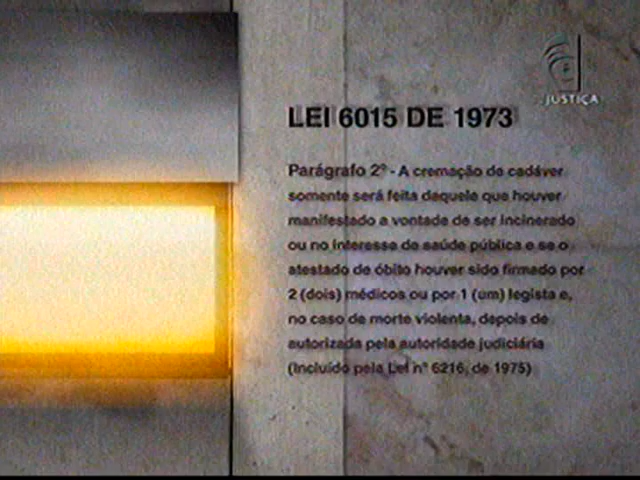 JUSTIÇA
LEI 6015 DE 1973
Parágrafo 2º - A cremação de cadáver
somente será feita daquele que houver
manifestado a vontade de ser incinerado
ou no interesse da saúde pública e se o
atestado de óbito houver sido firmado por
2 (dois) médicos ou por 1 (um) legista e,
no caso de morte violenta, depois de
autorizada pela autoridade judiciária
(Incluído pela Lei nº 6216, de 1975)